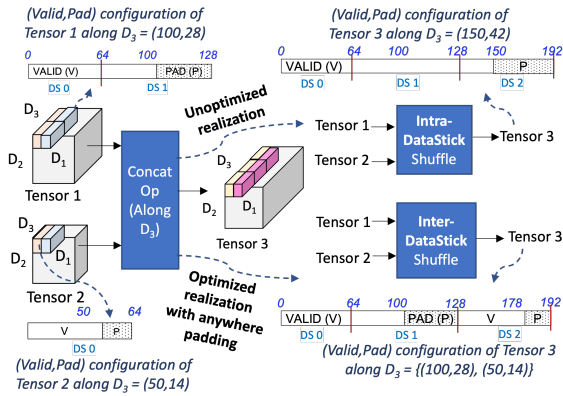 (Valid,Pad) configuration of
Tensor 1 along D3 = (100,28)
0 64 128
VALID (V) PAD (P)
DS 0 DS 1
D3
D1
D2
Tensor 1
D3
D1
D2
Tensor 2
50 64
V P
DS 0
(Valid,Pad) configuration of
Tensor 2 along D3 = (50,14)
Concat
Op
(Along
D3)
D3
D2
D1
Tensor 3
Unoptimized
realization
Optimized
realization
with anywhere
padding
(Valid,Pad) configuration of
Tensor 3 along D3 = (150,42)
0 64 128 150 192
VALID (V) P
DS 0 DS 1 DS 2
Tensor 1
Tensor 2
Intra-
DataStick
Shuffle
Tensor 3
Tensor 1
Tensor 2
Inter-
DataStick
Shuffle
Tensor 3
0 64 100 128 178 192
VALID (V) PAD (P) V P
DS 0 DS 1 DS 2
(Valid,Pad) configuration of Tensor 3
along D3 = {(100,28), (50,14)}